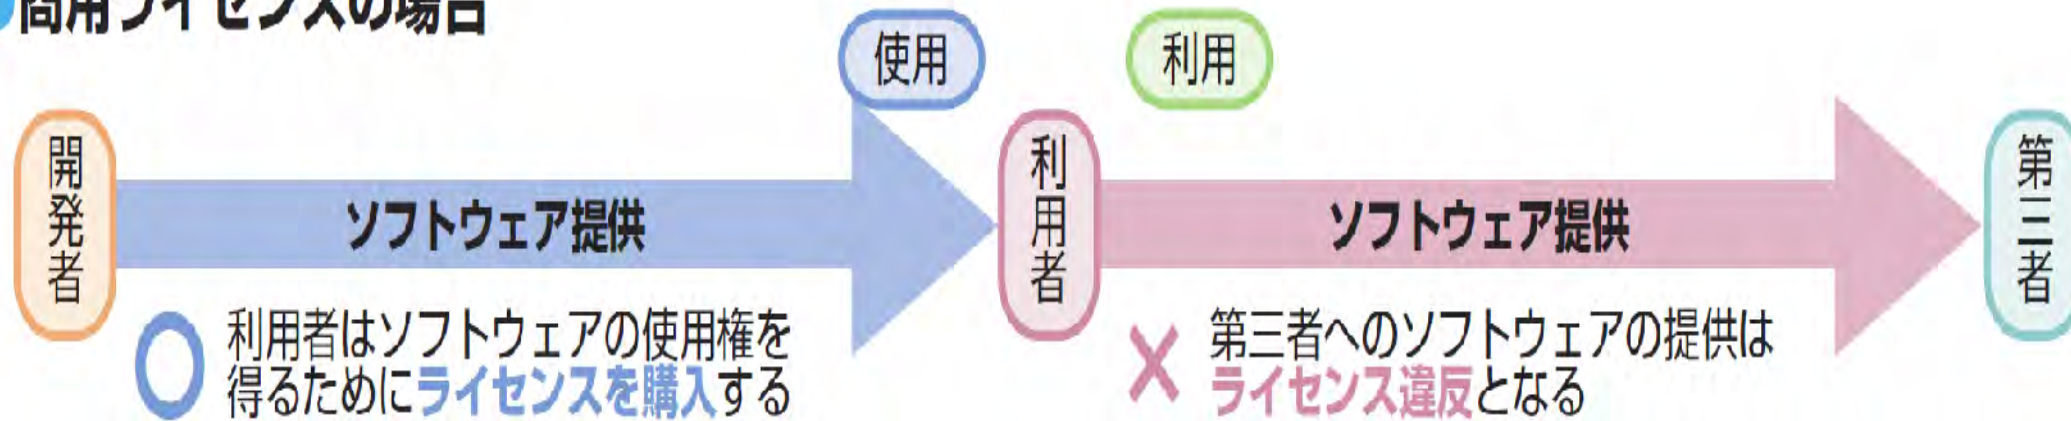 商用ライセンスの場合
使用
利用
開発者
ソフトウェア提供
利用者
ソフトウェア提供
第三者
利用者はソフトウェアの使用権を
得るためにライセンスを購入する
第三者へのソフトウェアの提供は
ライセンス違反となる